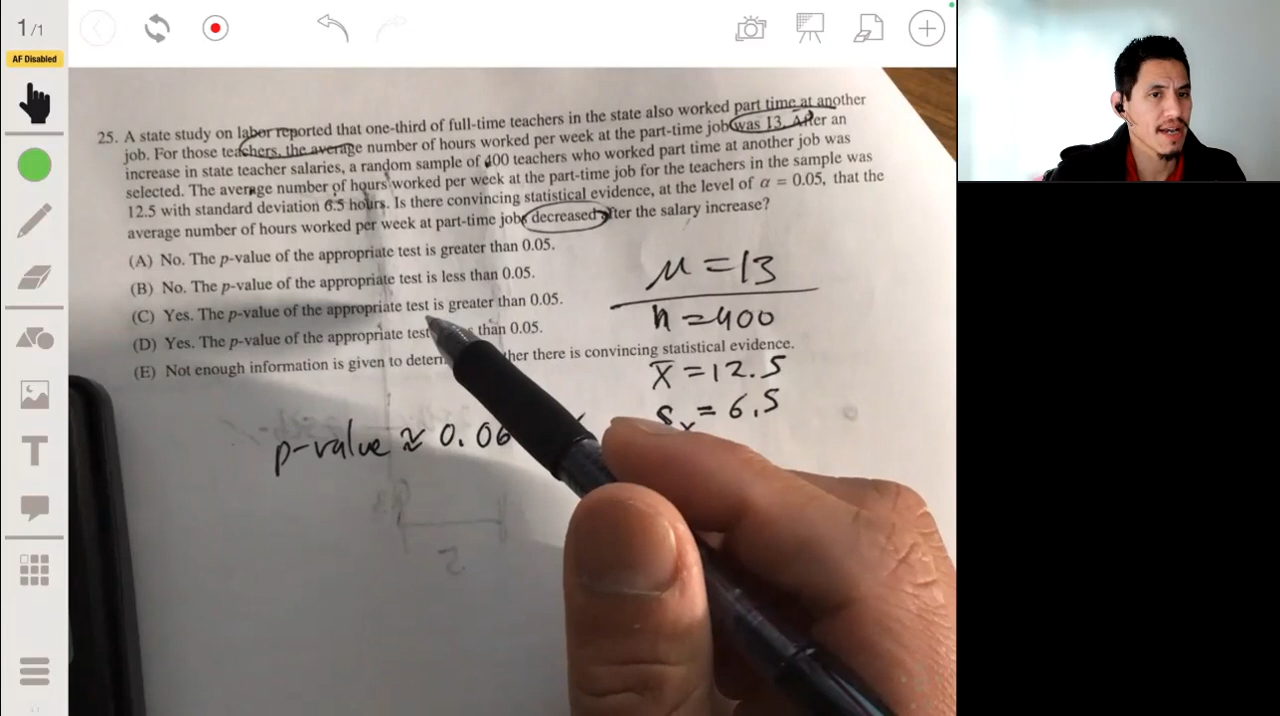 1/1
AF Disabled
25. A state study on labor reported that one-third of full-time teachers in the state also worked part time at another
job. For those teachers, the average number of hours worked per week at the part-time job was 13. After an
increase in state teacher salaries, a random sample of 400 teachers who worked part time at another job was
selected. The average number of hours worked per week at the part-time job for the teachers in the sample was
12.5 with standard deviation 6.5 hours. Is there convincing statistical evidence, at the level of α = 0.05, that the
average number of hours worked per week at part-time jobs decreased after the salary increase?
(A) No. The p-value of the appropriate test is greater than 0.05.
(B) No. The p-value of the appropriate test is less than 0.05.
(C) Yes. The p-value of the appropriate test is greater than 0.05.
(D) Yes. The p-value of the appropriate test than 0.05.
(E) Not enough information is given to there is convincing statistical evidence.
μ = 13
n = 400
x̄ = 12.5
Sx = 6.5
p-value ≈ 0.06
T